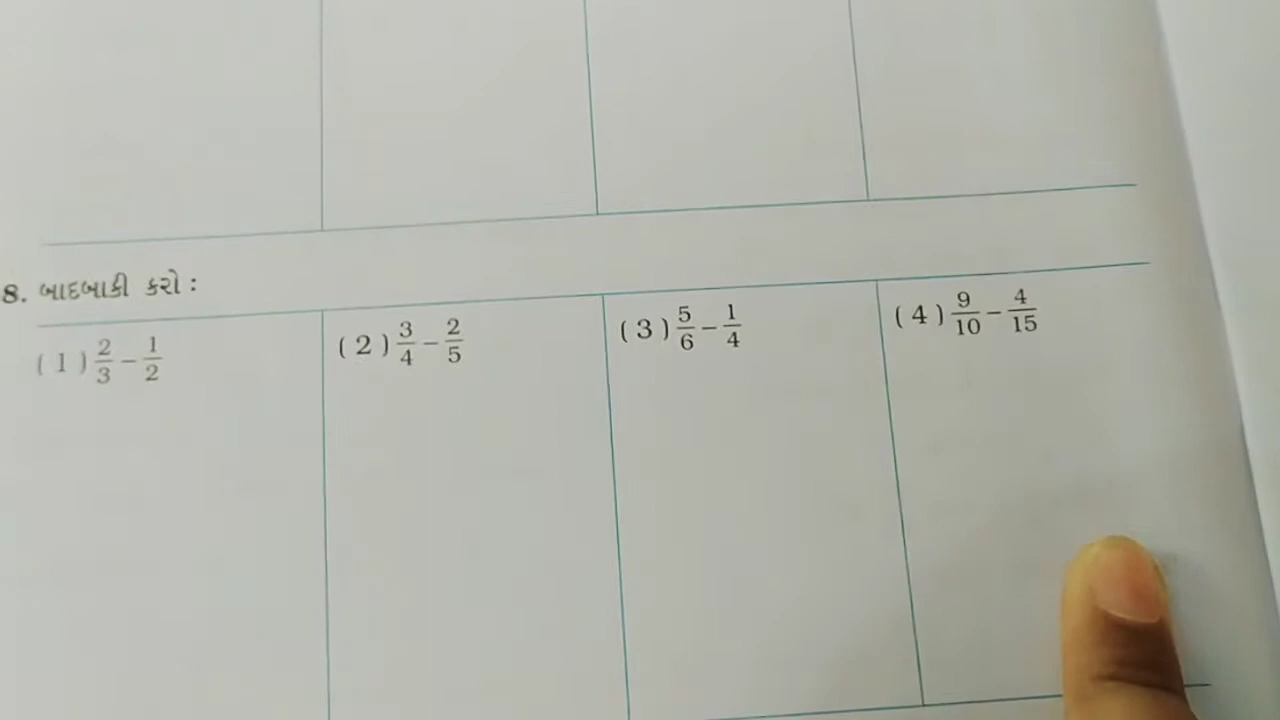 8. બાદબાકી કરો :
(1) 2/3 − 1/2 (2) 3/4 − 2/5 (3) 5/6 − 1/4 (4) 9/10 − 4/15